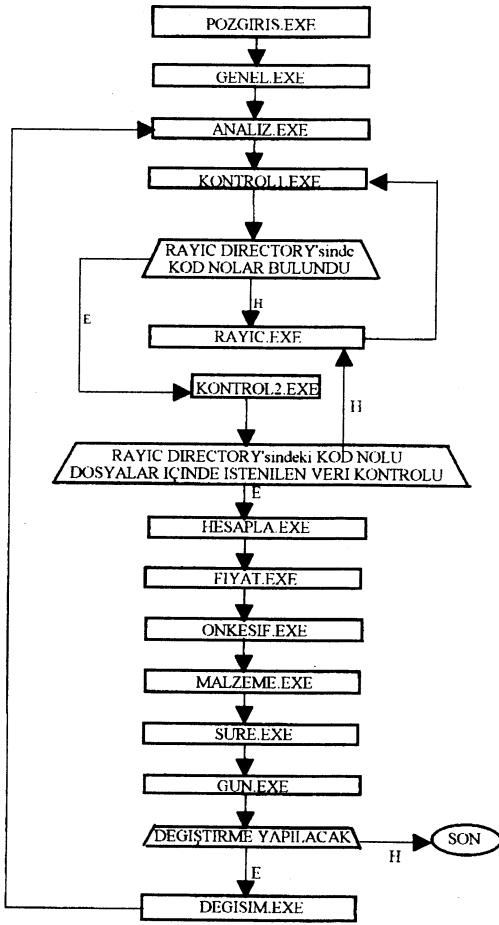 POZGIRIS.EXE
GENEL.EXE
ANALIZ.EXE
KONTROL1.EXE
RAYIC DIRECTORY'sinde
KOD NOLAR BULUNDU
E
H
RAYIC.EXE
KONTROL2.EXE
H
RAYIC DIRECTORY'sindeki KOD NOLU
DOSYALAR IÇINDE ISTENILEN VERI KONTROLU
E
HESAPLA.EXE
FIYAT.EXE
ONKESIF.EXE
MALZEME.EXE
SURE.EXE
GUN.EXE
DEGIŞTIRME YAPILACAK
H
SON
E
DEGISIM.EXE